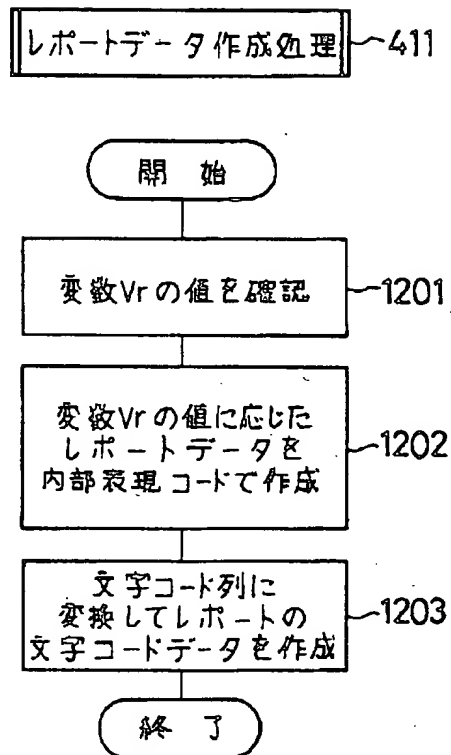 レポートデータ作成処理 411
開 始
変数Vrの値を確認 1201
変数Vrの値に応じた
レポートデータを 1202
内部表現コードで作成
文字コード列に
変換してレポートの 1203
文字コードデータを作成
終 了